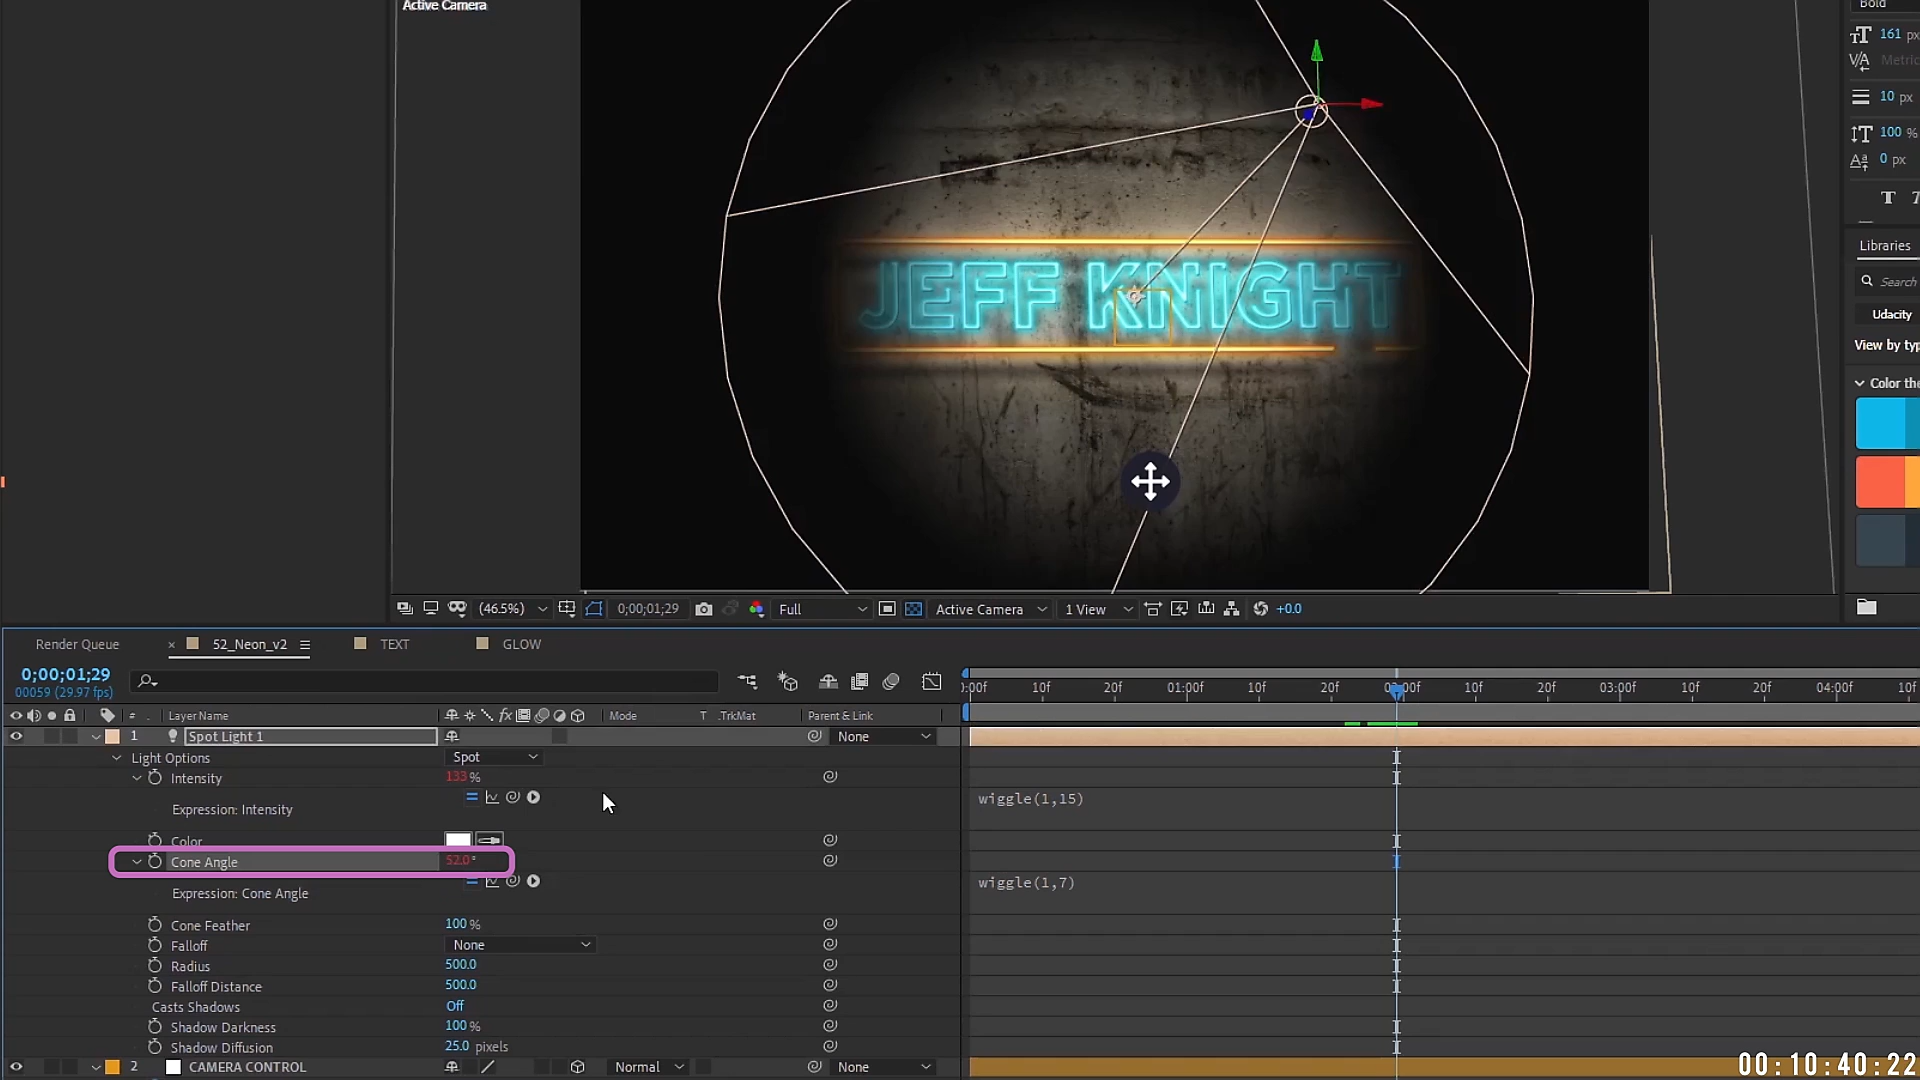 Active Camera
Bold
161 px
Metric
10 px
100 %
0 px
T
JEFF KNIGHT
Libraries
Search
Udacity
View by typ
Color the
(46.5%)
0;00;01;29
Full
Active Camera
1 View
+0.0
Render Queue
× 52_Neon_v2
TEXT
GLOW
0;00;01;29
00059 (29.97 fps)
):00f 10f 20f 01:00f 10f 20f 02:00f 10f 20f 03:00f 10f 20f 04:00f 10f
# Layer Name Mode T .TrkMat Parent & Link
1 Spot Light 1 None
Light Options Spot
Intensity 133 %
Expression: Intensity wiggle(1,15)
Color
Cone Angle 52.0 °
Expression: Cone Angle wiggle(1,7)
Cone Feather 100 %
Falloff None
Radius 500.0
Falloff Distance 500.0
Casts Shadows Off
Shadow Darkness 100 %
Shadow Diffusion 25.0 pixels
2 CAMERA CONTROL Normal None
00:10:40:22